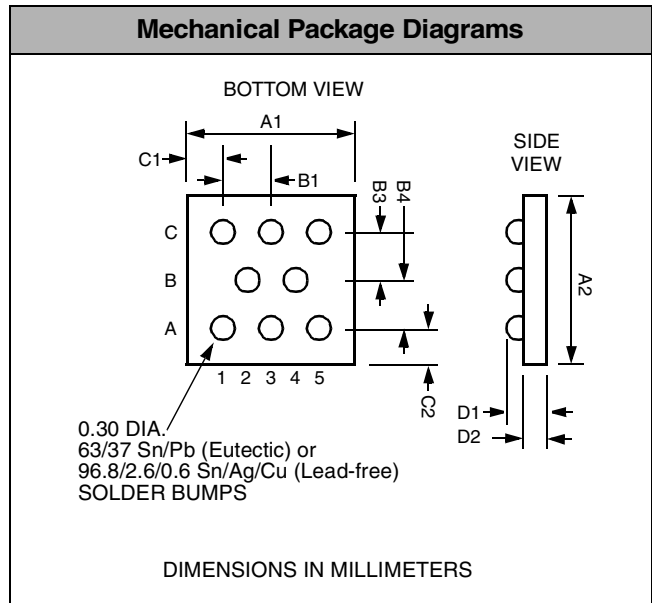 Mechanical Package Diagrams
BOTTOM VIEW
A1
SIDE
VIEW
C1
B1
B3
B4
C
B
A
A2
1 2 3 4 5
C2
D1
D2
0.30 DIA.
63/37 Sn/Pb (Eutectic) or
96.8/2.6/0.6 Sn/Ag/Cu (Lead-free)
SOLDER BUMPS
DIMENSIONS IN MILLIMETERS